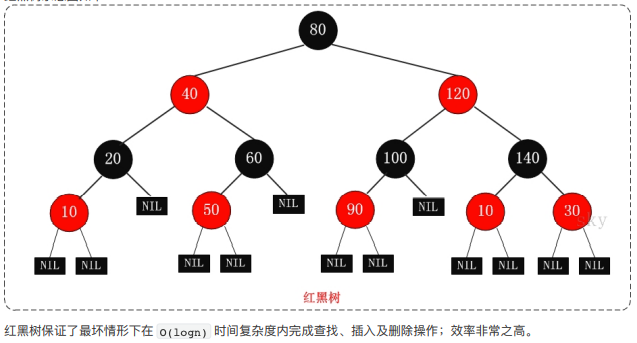 80
40 120
20 60 100 140
10 NIL 50 NIL 90 NIL 10 30
NIL NIL NIL NIL NIL NIL NIL NIL NIL NIL
sky
红黑树
红黑树保证了最坏情形下在 O(logn) 时间复杂度内完成查找、插入及删除操作；效率非常之高。